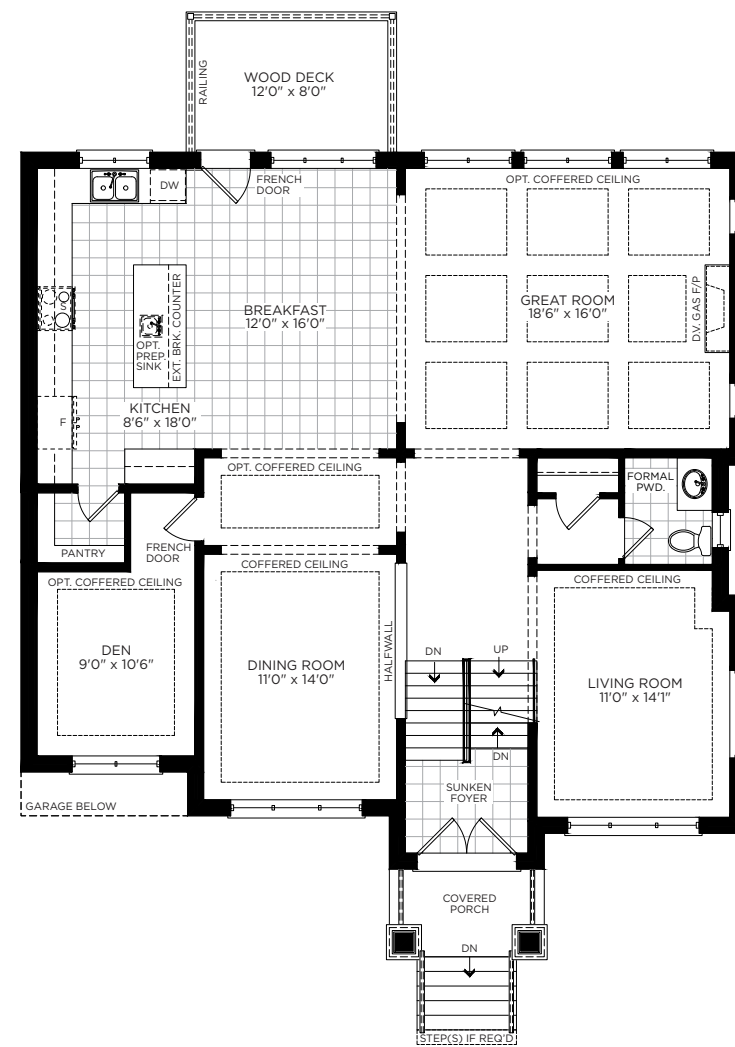 WOOD DECK
12'0" x 8'0"
RAILING
DW
FRENCH
DOOR
OPT. COFFERED CEILING
S
BREAKFAST
12'0" x 16'0"
GREAT ROOM
18'6" x 16'0"
D.V. GAS F/P
EXT. BRK. COUNTER
OPT.
PREP.
SINK
KITCHEN
8'6" x 18'0"
F
OPT. COFFERED CEILING
FORMAL
PWD.
PANTRY
FRENCH
DOOR
OPT. COFFERED CEILING
COFFERED CEILING
COFFERED CEILING
DEN
9'0" x 10'6"
DINING ROOM
11'0" x 14'0"
HALFWALL
DN
UP
LIVING ROOM
11'0" x 14'1"
DN
SUNKEN
FOYER
GARAGE BELOW
COVERED
PORCH
DN
STEP(S) IF REQ'D